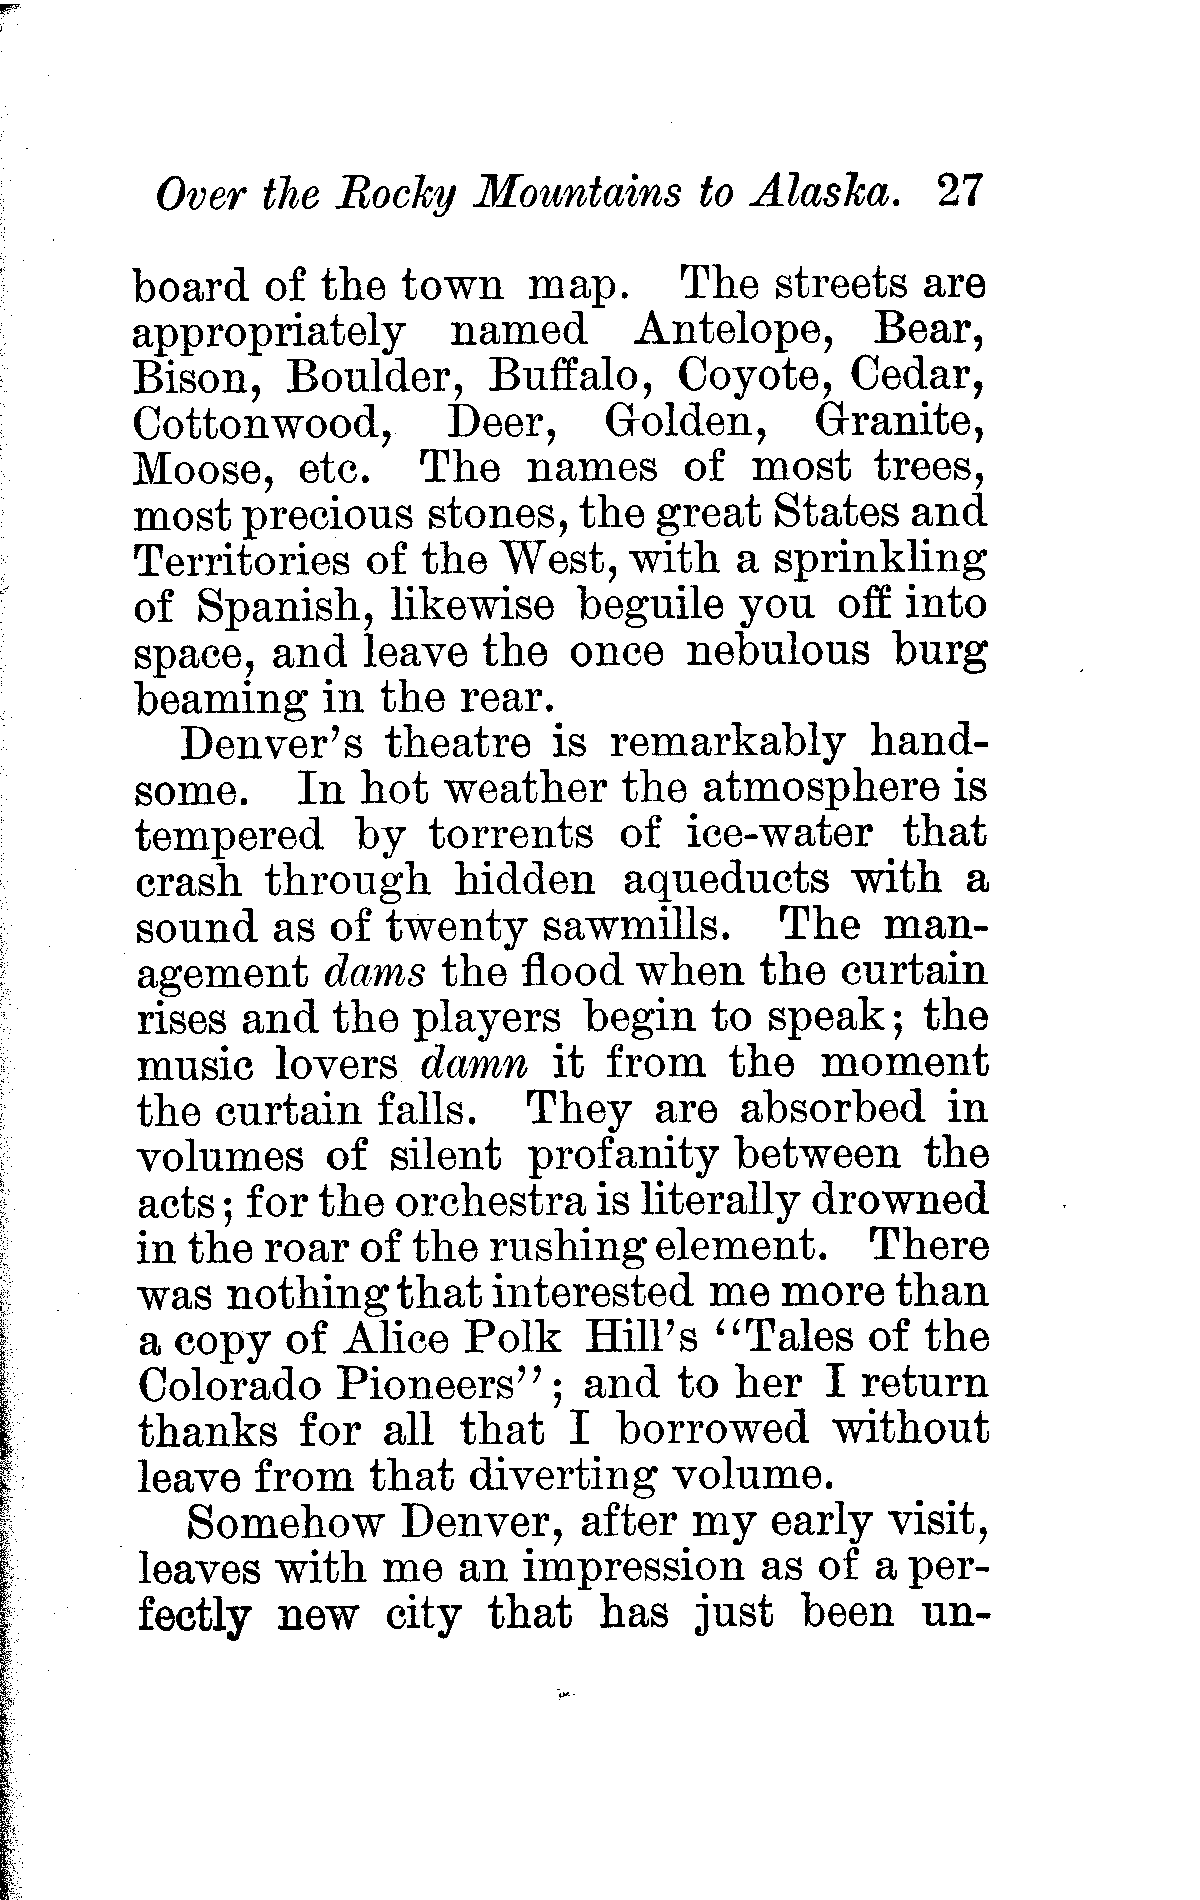 Over the Rocky Mountains to Alaska. 27
board of the town map. The streets are
appropriately named Antelope, Bear,
Bison, Boulder, Buffalo, Coyote, Cedar,
Cottonwood, Deer, Golden, Granite,
Moose, etc. The names of most trees,
most precious stones, the great States and
Territories of the West, with a sprinkling
of Spanish, likewise beguile you off into
space, and leave the once nebulous burg
beaming in the rear.
Denver's theatre is remarkably hand-
some. In hot weather the atmosphere is
tempered by torrents of ice-water that
crash through hidden aqueducts with a
sound as of twenty sawmills. The man-
agement dams the flood when the curtain
rises and the players begin to speak; the
music lovers damn it from the moment
the curtain falls. They are absorbed in
volumes of silent profanity between the
acts; for the orchestra is literally drowned
in the roar of the rushing element. There
was nothing that interested me more than
a copy of Alice Polk Hill's "Tales of the
Colorado Pioneers"; and to her I return
thanks for all that I borrowed without
leave from that diverting volume.
Somehow Denver, after my early visit,
leaves with me an impression as of a per-
fectly new city that has just been un-